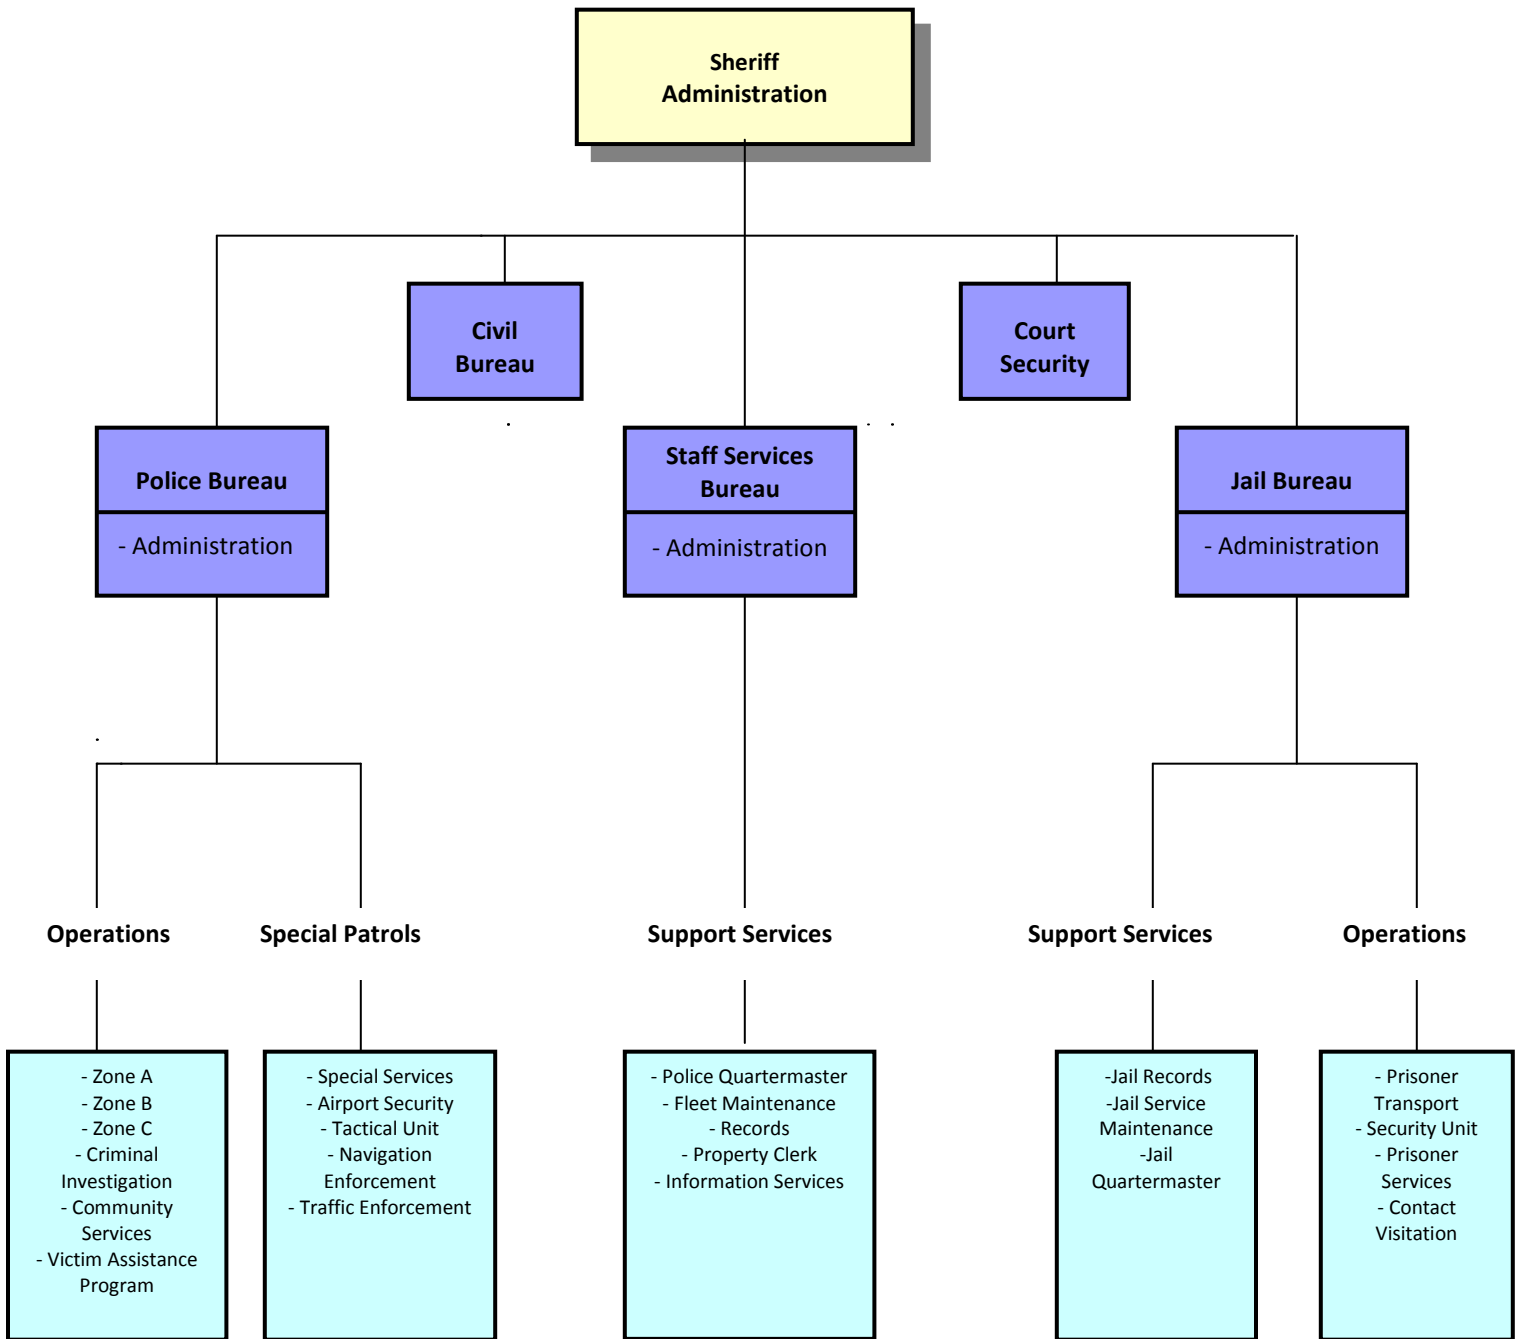 Sheriff
Administration
Civil
Bureau
Court
Security
Police Bureau
- Administration
Staff Services
Bureau
- Administration
Jail Bureau
- Administration
Operations
Special Patrols
Support Services
Support Services
Operations
- Zone A
- Zone B
- Zone C
- Criminal
Investigation
- Community
Services
- Victim Assistance
Program
- Special Services
- Airport Security
- Tactical Unit
- Navigation
Enforcement
- Traffic Enforcement
- Police Quartermaster
- Fleet Maintenance
- Records
- Property Clerk
- Information Services
-Jail Records
-Jail Service
Maintenance
-Jail
Quartermaster
- Prisoner
Transport
- Security Unit
- Prisoner
Services
- Contact
Visitation